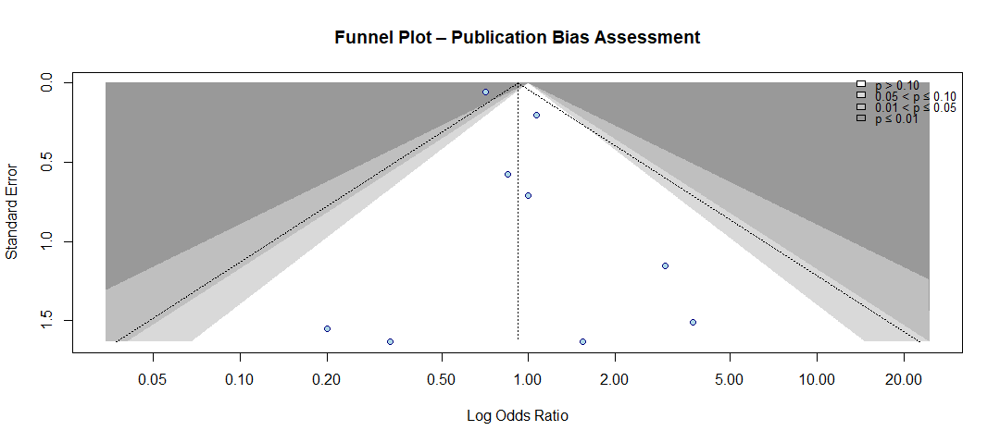 Funnel Plot – Publication Bias Assessment
Standard Error
0.0
0.5
1.0
1.5
p > 0.10
0.05 < p ≤ 0.10
0.01 < p ≤ 0.05
p ≤ 0.01
0.05 0.10 0.20 0.50 1.00 2.00 5.00 10.00 20.00
Log Odds Ratio